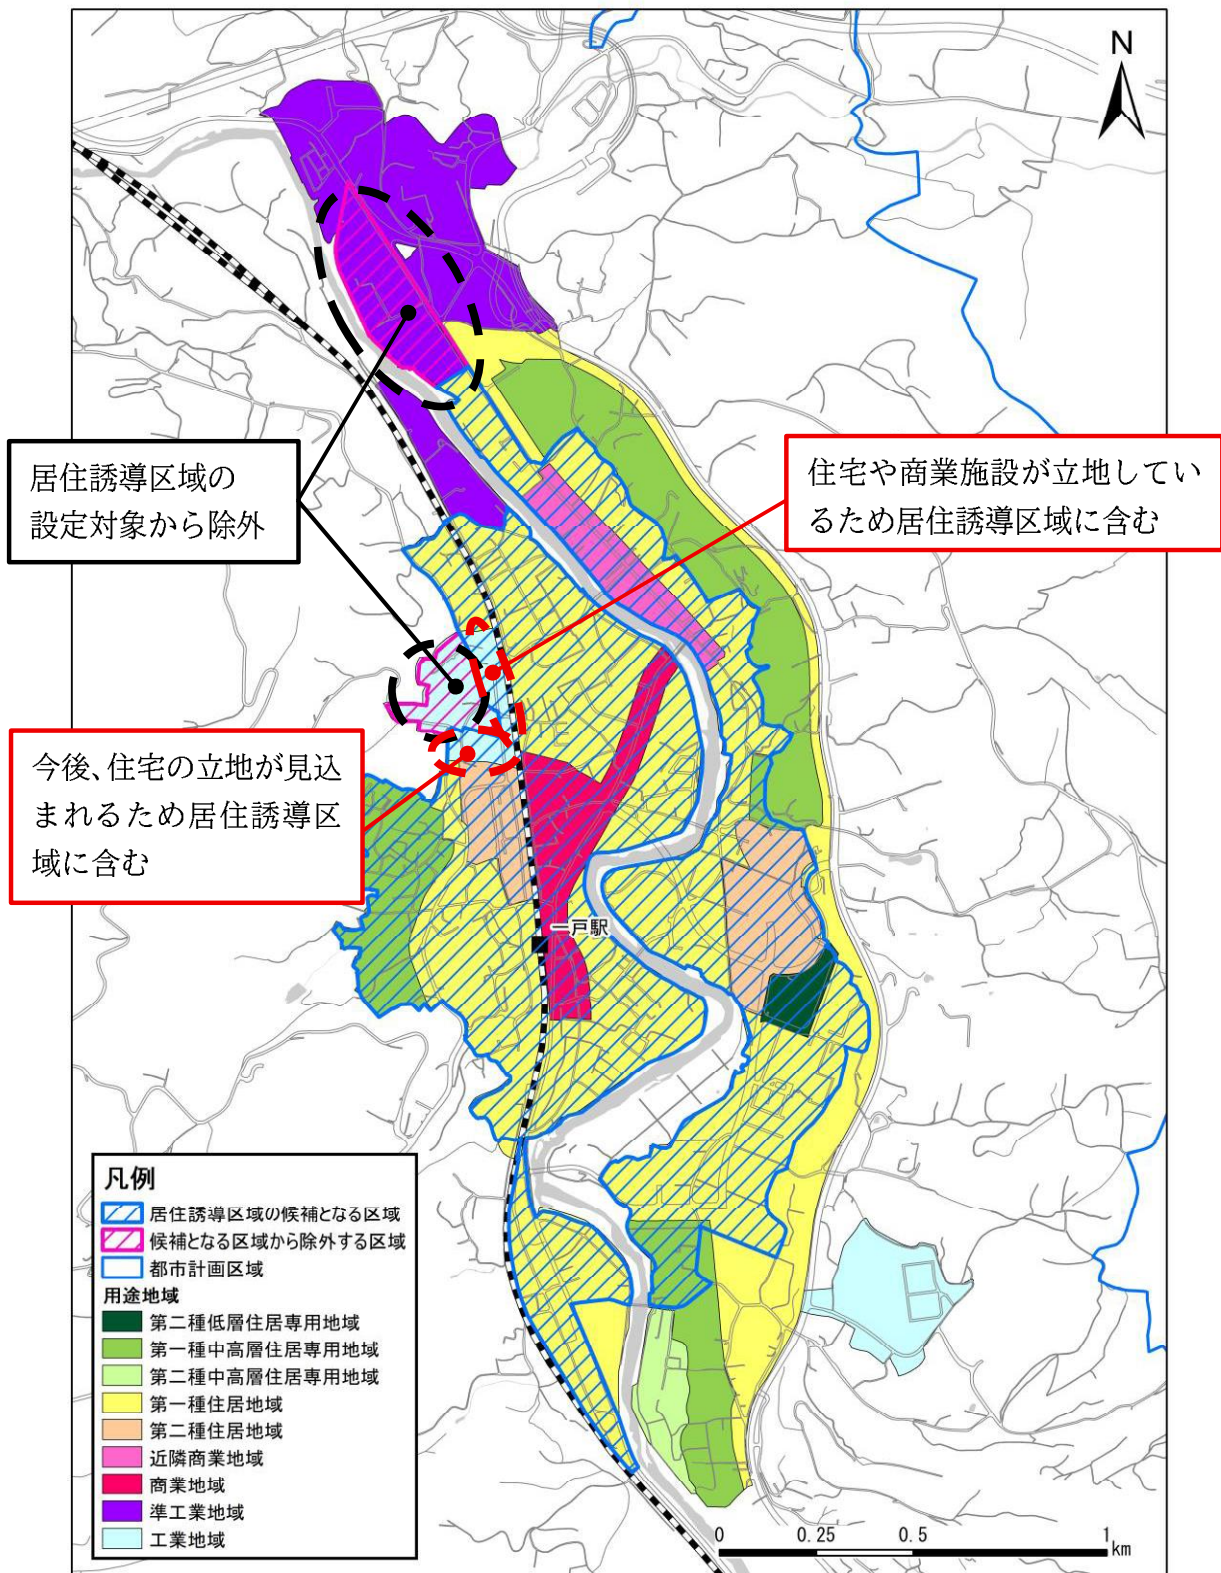 N
居住誘導区域の
設定対象から除外
住宅や商業施設が立地してい
るため居住誘導区域に含む
今後、住宅の立地が見込
まれるため居住誘導区
域に含む
一戸駅
凡例
居住誘導区域の候補となる区域
候補となる区域から除外する区域
都市計画区域
用途地域
第二種低層住居専用地域
第一種中高層住居専用地域
第二種中高層住居専用地域
第一種住居地域
第二種住居地域
近隣商業地域
商業地域
準工業地域
工業地域
0 0.25 0.5 1
km